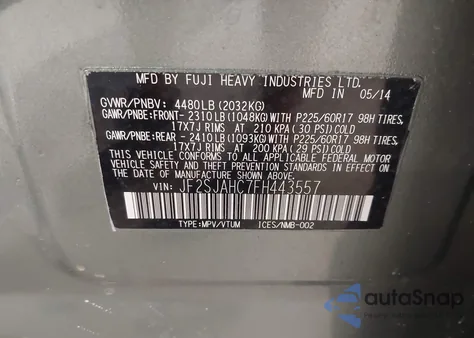 MFD BY FUJI HEAVY INDUSTRIES LTD.
MFD IN 05/14
GVWR/PNBV: 4480LB (2032KG)
GAWR/PNBE: FRONT- 2310LB (1048KG) WITH P225/60R17 98H TIRES,
17X7J RIMS AT 210 KPA (30 PSI) COLD
GAWR/PNBE: REAR - 2410LB (1093KG) WITH P225/60R17 98H TIRES,
17X7J RIMS AT 200 KPA (29 PSI) COLD
THIS VEHICLE CONFORMS TO ALL APPLICABLE FEDERAL MOTOR
VEHICLE SAFETY AND THEFT PREVENTION STANDARDS IN EFFECT ON
THE DATE OF MANUFACTURE SHOWN ABOVE.
VIN: JF2SJAHC7FH443557
TYPE:MPV/VTUM ICES/NMB-002
autoSnap
POWERED BY